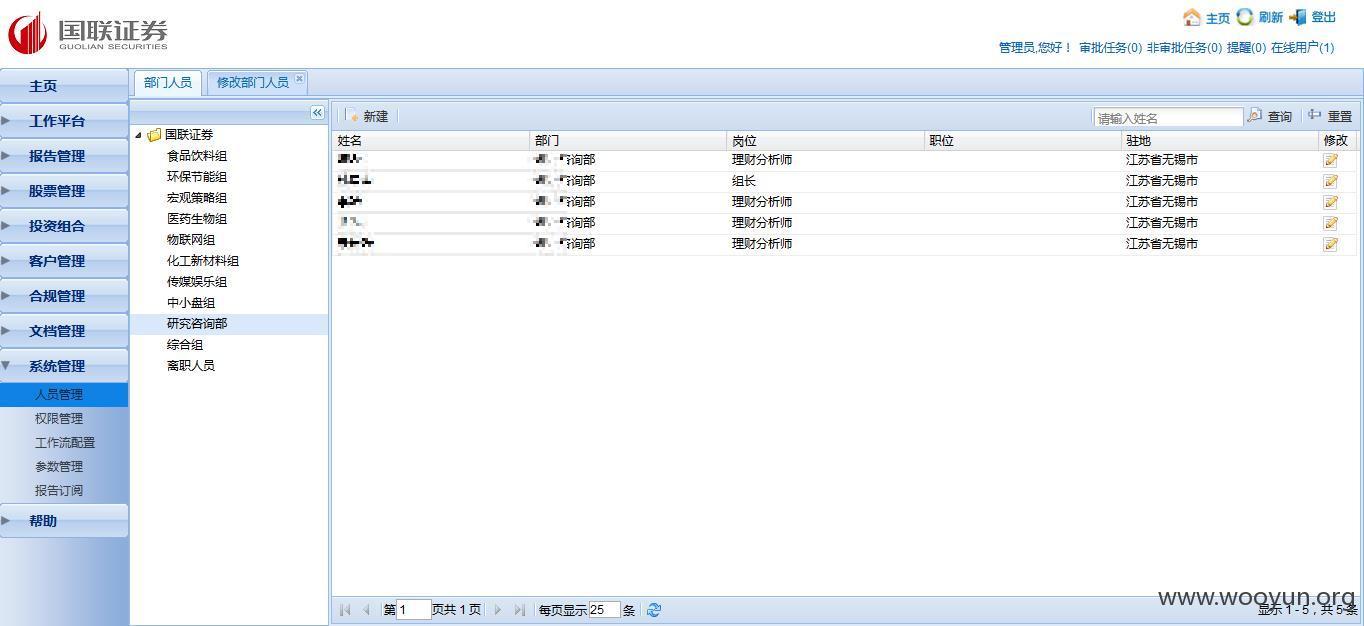 国联证券
GUOLIAN SECURITIES
主页 刷新 登出
管理员,您好！ 审批任务(0) 非审批任务(0) 提醒(0) 在线用户(1)
主页
工作平台
报告管理
股票管理
投资组合
客户管理
合规管理
文档管理
系统管理
人员管理
权限管理
工作流配置
参数管理
报告订阅
帮助
部门人员 修改部门人员
国联证券
食品饮料组
环保节能组
宏观策略组
医药生物组
物联网组
化工新材料组
传媒娱乐组
中小盘组
研究咨询部
综合组
离职人员
新建 请输入姓名 查询 重置
姓名 部门 岗位 职位 驻地 修改
询部 理财分析师 江苏省无锡市
询部 组长 江苏省无锡市
询部 理财分析师 江苏省无锡市
询部 理财分析师 江苏省无锡市
询部 理财分析师 江苏省无锡市
第 1 页共 1 页 每页显示 25 条
显示 1 - 5，共 5 条
www.wooyun.org